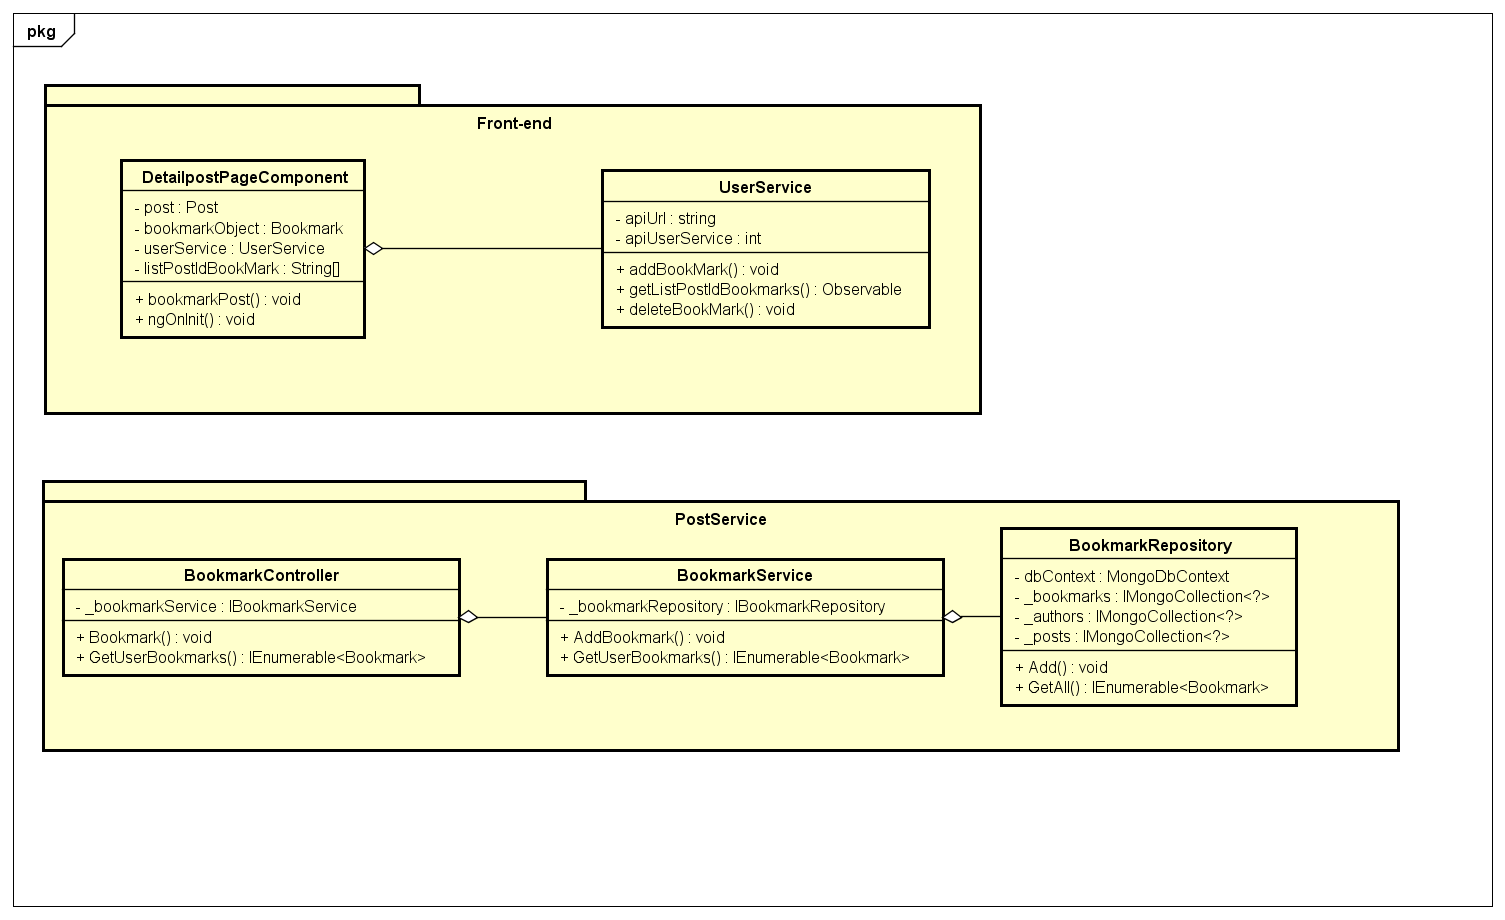 pkg
Front-end
DetailpostPageComponent
- post : Post
- bookmarkObject : Bookmark
- userService : UserService
- listPostIdBookMark : String[]
+ bookmarkPost() : void
+ ngOnInit() : void
UserService
- apiUrl : string
- apiUserService : int
+ addBookMark() : void
+ getListPostIdBookmarks() : Observable
+ deleteBookMark() : void
PostService
BookmarkController
- _bookmarkService : IBookmarkService
+ Bookmark() : void
+ GetUserBookmarks() : IEnumerable<Bookmark>
BookmarkService
- _bookmarkRepository : IBookmarkRepository
+ AddBookmark() : void
+ GetUserBookmarks() : IEnumerable<Bookmark>
BookmarkRepository
- dbContext : MongoDbContext
- _bookmarks : IMongoCollection<?>
- _authors : IMongoCollection<?>
- _posts : IMongoCollection<?>
+ Add() : void
+ GetAll() : IEnumerable<Bookmark>